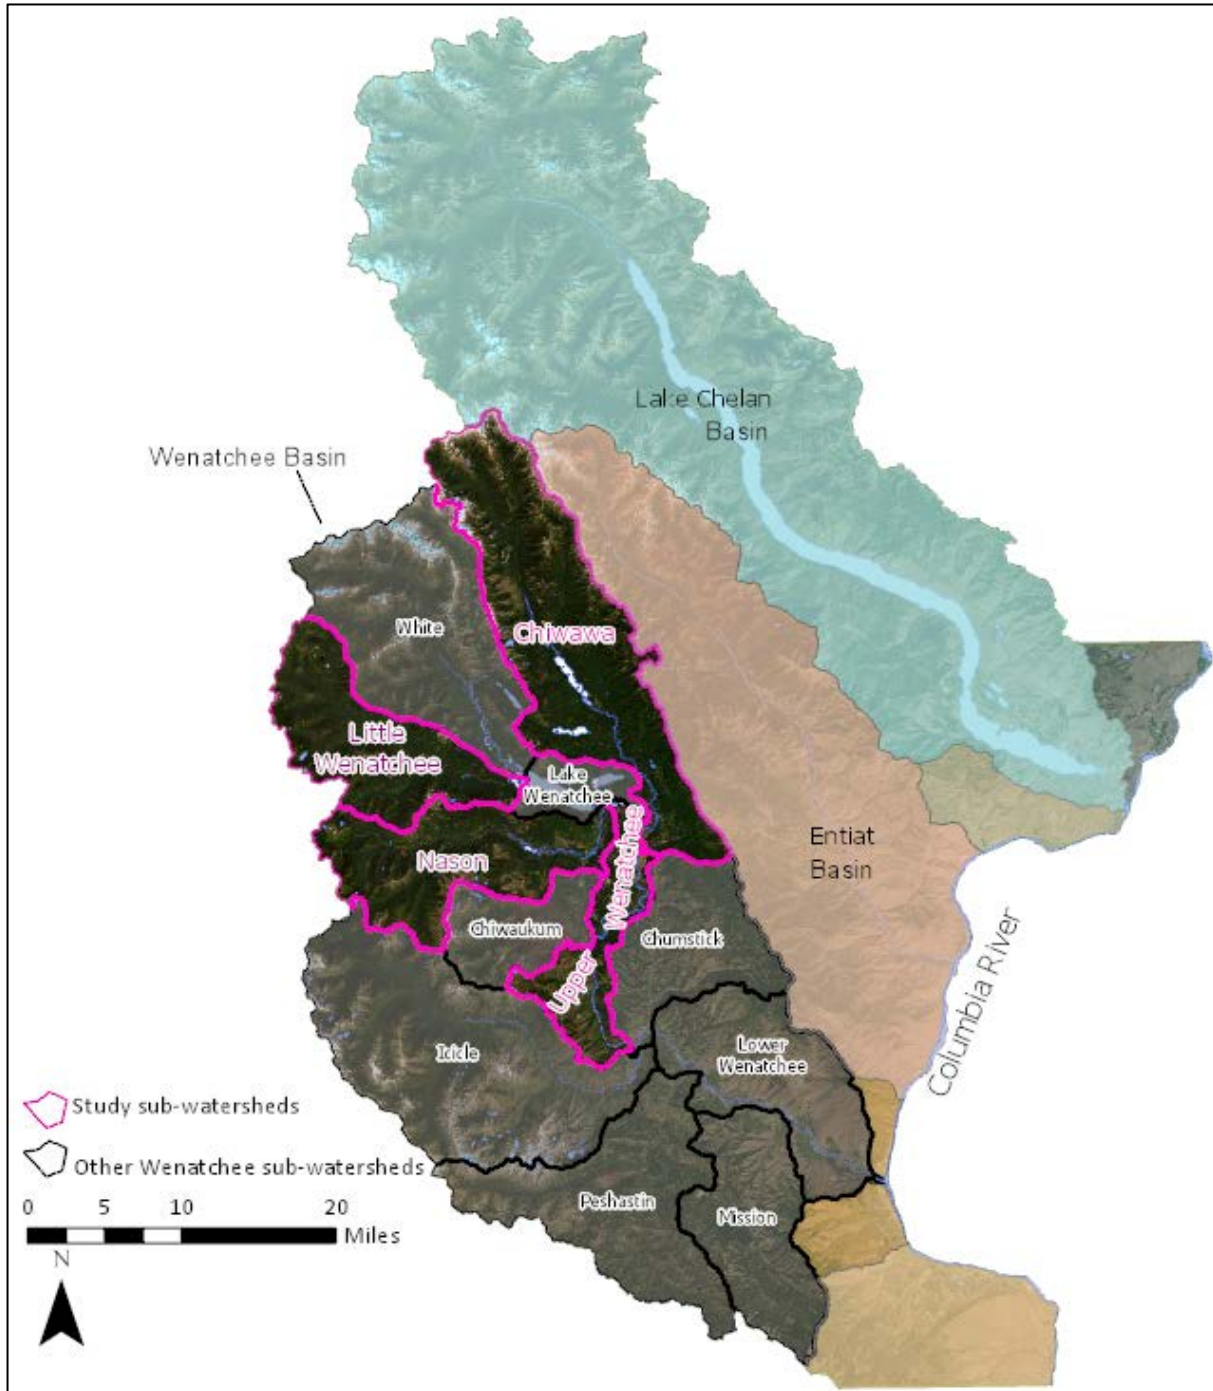 Lake Chelan
Basin
Wenatchee Basin
White
Chiwawa
Little
Wenatchee
Lake
Wenatchee
Nason
Upper Wenatchee
Entiat
Basin
Chiwaukum
Chumstick
Columbia River
Icicle
Lower
Wenatchee
Peshastin
Mission
Study sub-watersheds
Other Wenatchee sub-watersheds
0 5 10 20
Miles
N